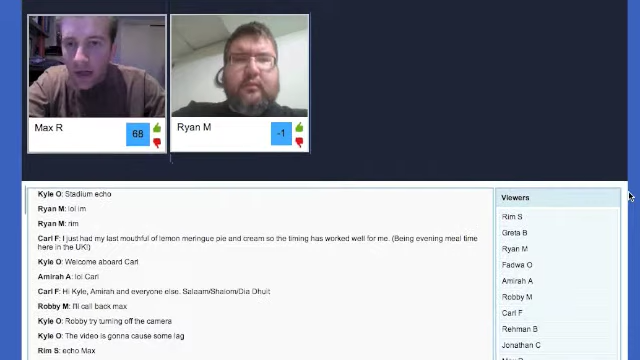 Max R
68
Ryan M
-1
Kyle O: Stadium echo
Ryan M: lol im
Ryan M: rim
Carl F: I just had my last mouthful of lemon meringue pie and cream so the timing has worked well for me. (Being evening meal time
here in the UK!)
Kyle O: Welcome aboard Carl
Amirah A: lol Carl
Carl F: Hi Kyle, Amirah and everyone else. Salaam/Shalom/Dia Dhuit
Robby M: I'll call back max
Kyle O: Robby try turning off the camera
Kyle O: The video is gonna cause some lag
Rim S: echo Max
Viewers
Rim S
Greta B
Ryan M
Fadwa O
Amirah A
Robby M
Carl F
Rehman B
Jonathan C